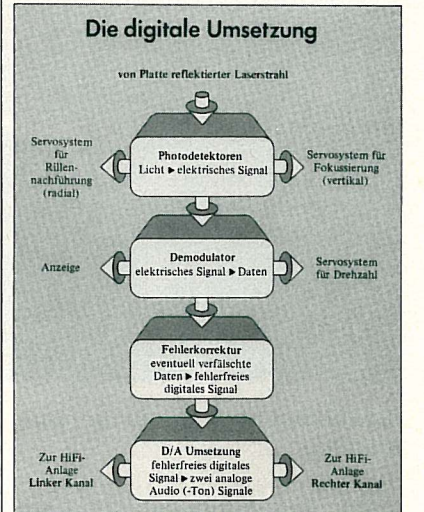 Die digitale Umsetzung
von Platte reflektierter Laserstrahl
Servosystem
für
Rillen-
nachführung
(radial)
Photodetektoren
Licht ▸ elektrisches Signal
Servosystem für
Fokussierung
(vertikal)
Anzeige
Demodulator
elektrisches Signal ▸ Daten
Servosystem
für Drehzahl
Fehlerkorrektur
eventuell verfälschte
Daten ▸ fehlerfreies
digitales Signal
Zur HiFi-
Anlage
Linker Kanal
D/A Umsetzung
fehlerfreies digitales
Signal ▸ zwei analoge
Audio (-Ton) Signale
Zur HiFi-
Anlage
Rechter Kanal